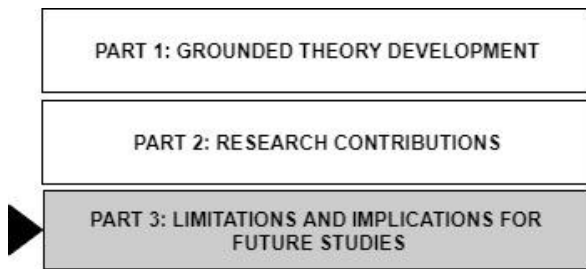 PART 1: GROUNDED THEORY DEVELOPMENT
PART 2: RESEARCH CONTRIBUTIONS
PART 3: LIMITATIONS AND IMPLICATIONS FOR
FUTURE STUDIES